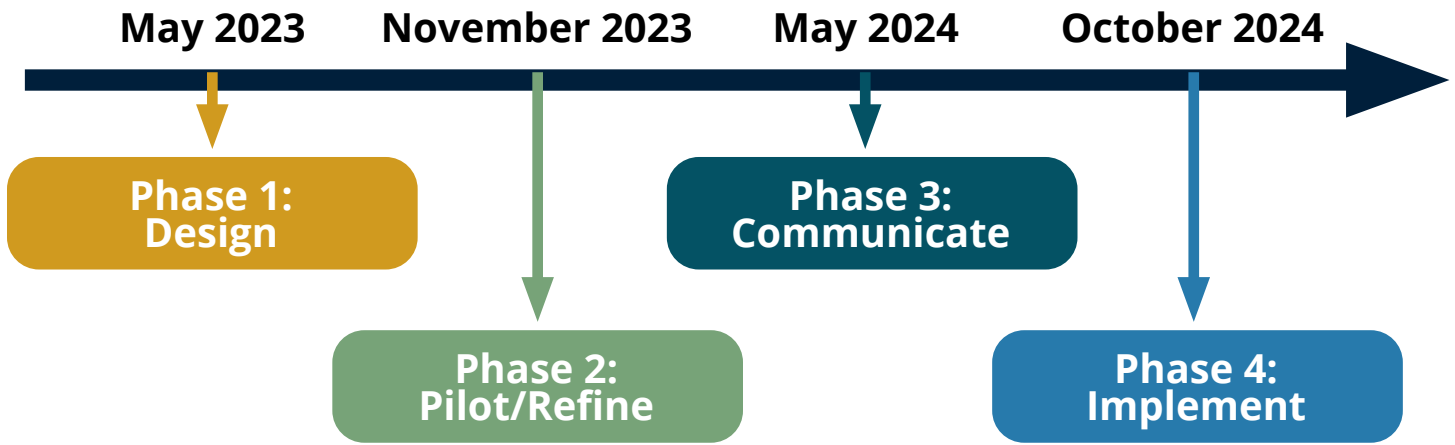 May 2023
November 2023
May 2024
October 2024
Phase 1:
Design
Phase 3:
Communicate
Phase 2:
Pilot/Refine
Phase 4:
Implement